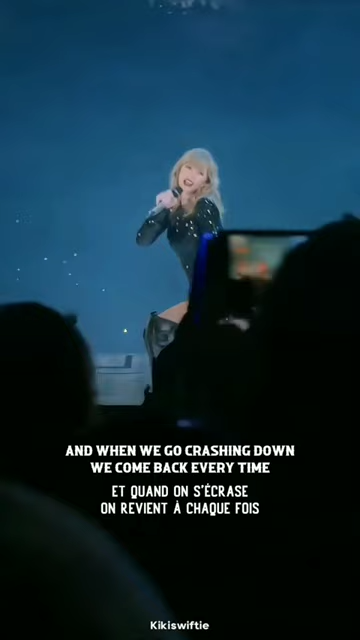 AND WHEN WE GO CRASHING DOWN
WE COME BACK EVERY TIME
ET QUAND ON S'ÉCRASE
ON REVIENT À CHAQUE FOIS
Kikiswiftie